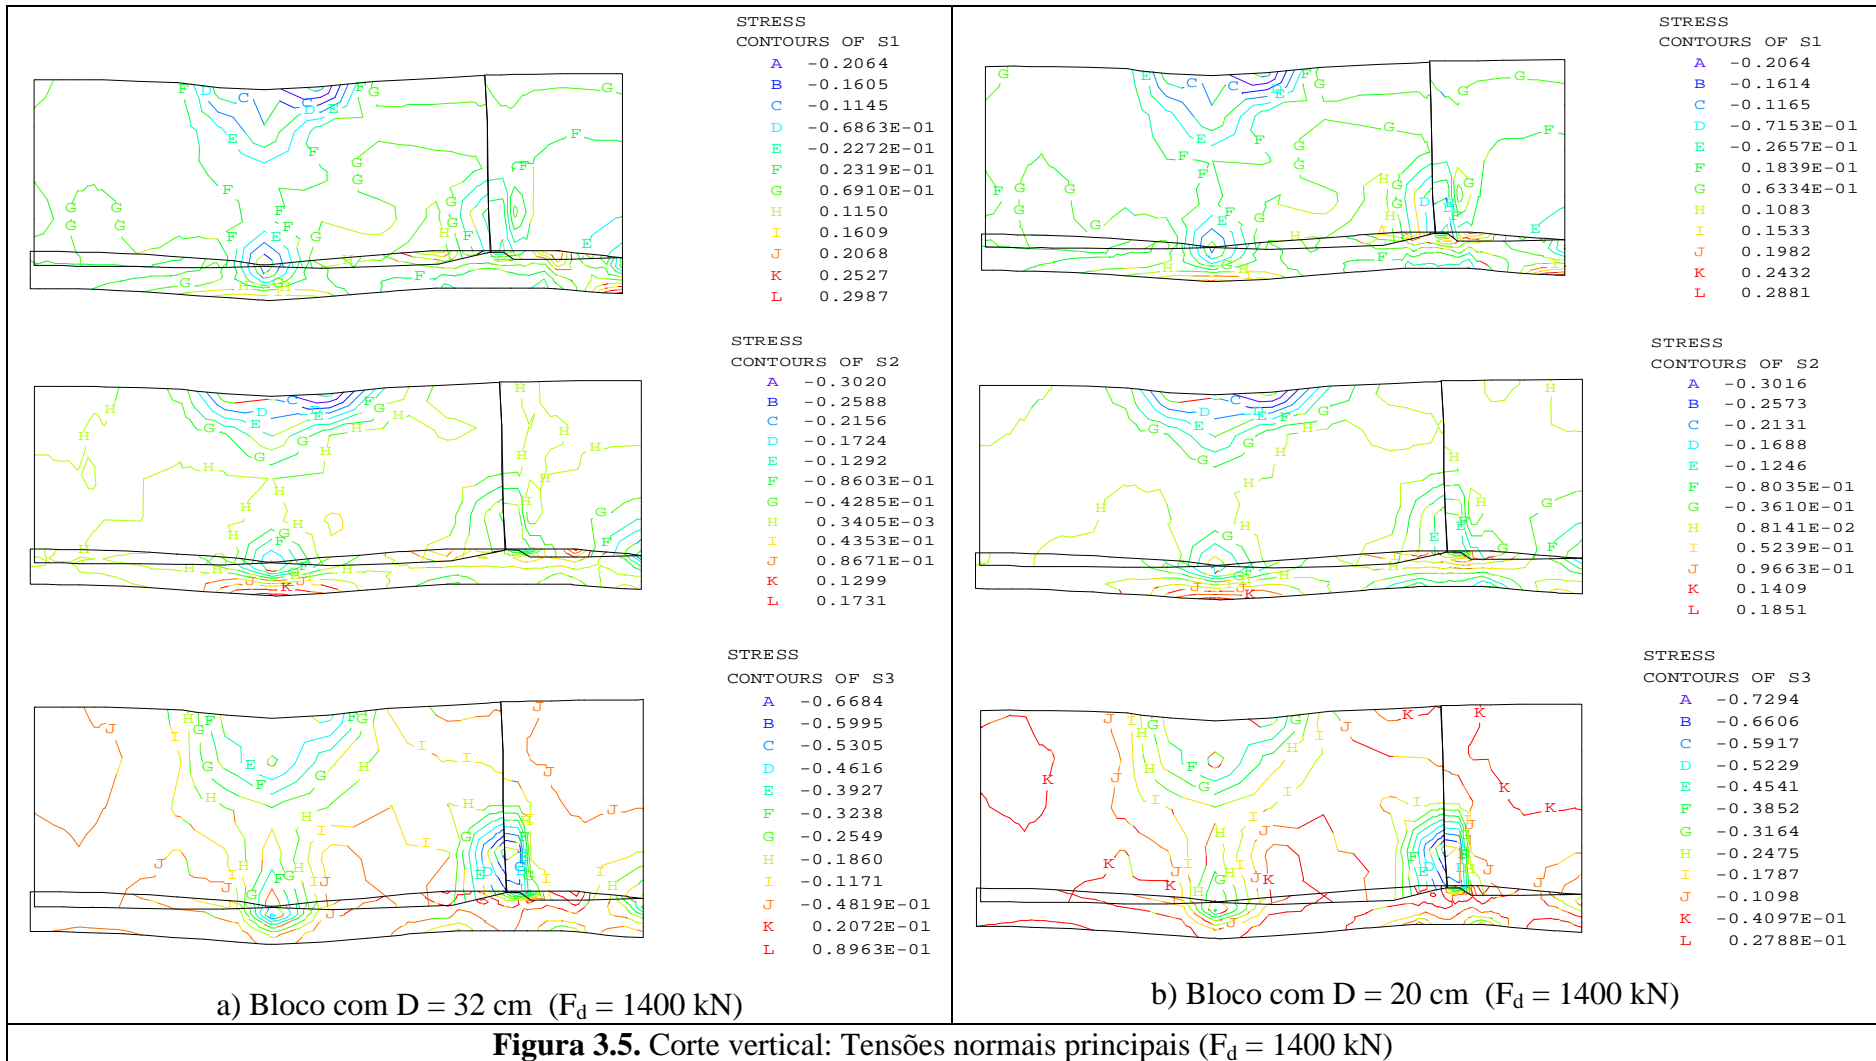 STRESS
CONTOURS OF S1
A -0.2064
B -0.1605
C -0.1145
D -0.6863E-01
E -0.2272E-01
F 0.2319E-01
G 0.6910E-01
H 0.1150
I 0.1609
J 0.2068
K 0.2527
L 0.2987
STRESS
CONTOURS OF S2
A -0.3020
B -0.2588
C -0.2156
D -0.1724
E -0.1292
F -0.8603E-01
G -0.4285E-01
H 0.3405E-03
I 0.4353E-01
J 0.8671E-01
K 0.1299
L 0.1731
STRESS
CONTOURS OF S3
A -0.6684
B -0.5995
C -0.5305
D -0.4616
E -0.3927
F -0.3238
G -0.2549
H -0.1860
I -0.1171
J -0.4819E-01
K 0.2072E-01
L 0.8963E-01
a) Bloco com D = 32 cm (Fd = 1400 kN)
STRESS
CONTOURS OF S1
A -0.2064
B -0.1614
C -0.1165
D -0.7153E-01
E -0.2657E-01
F 0.1839E-01
G 0.6334E-01
H 0.1083
I 0.1533
J 0.1982
K 0.2432
L 0.2881
STRESS
CONTOURS OF S2
A -0.3016
B -0.2573
C -0.2131
D -0.1688
E -0.1246
F -0.8035E-01
G -0.3610E-01
H 0.8141E-02
I 0.5239E-01
J 0.9663E-01
K 0.1409
L 0.1851
STRESS
CONTOURS OF S3
A -0.7294
B -0.6606
C -0.5917
D -0.5229
E -0.4541
F -0.3852
G -0.3164
H -0.2475
I -0.1787
J -0.1098
K -0.4097E-01
L 0.2788E-01
b) Bloco com D = 20 cm (Fd = 1400 kN)
Figura 3.5. Corte vertical: Tensões normais principais (Fd = 1400 kN)